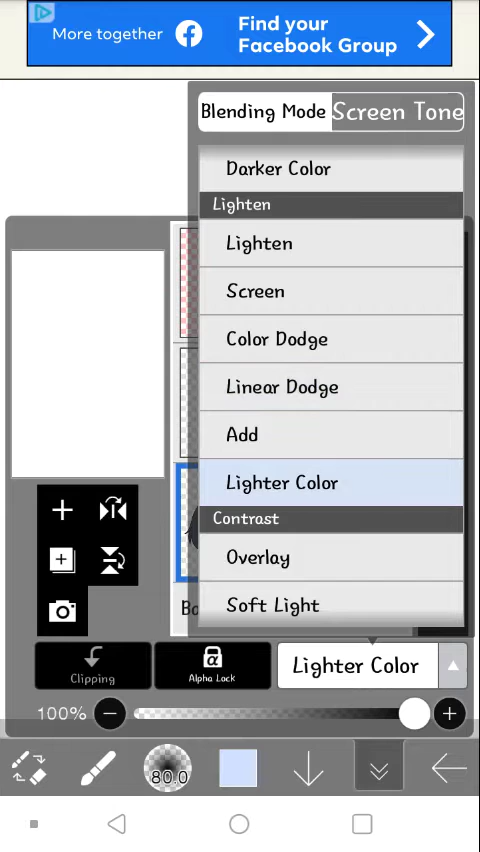 More together
Find your
Facebook Group
Blending Mode
Screen Tone
Darker Color
Lighten
Lighten
Screen
Color Dodge
Linear Dodge
Add
Lighter Color
Contrast
Overlay
Soft Light
Clipping
Alpha Lock
Lighter Color
100%
80.0